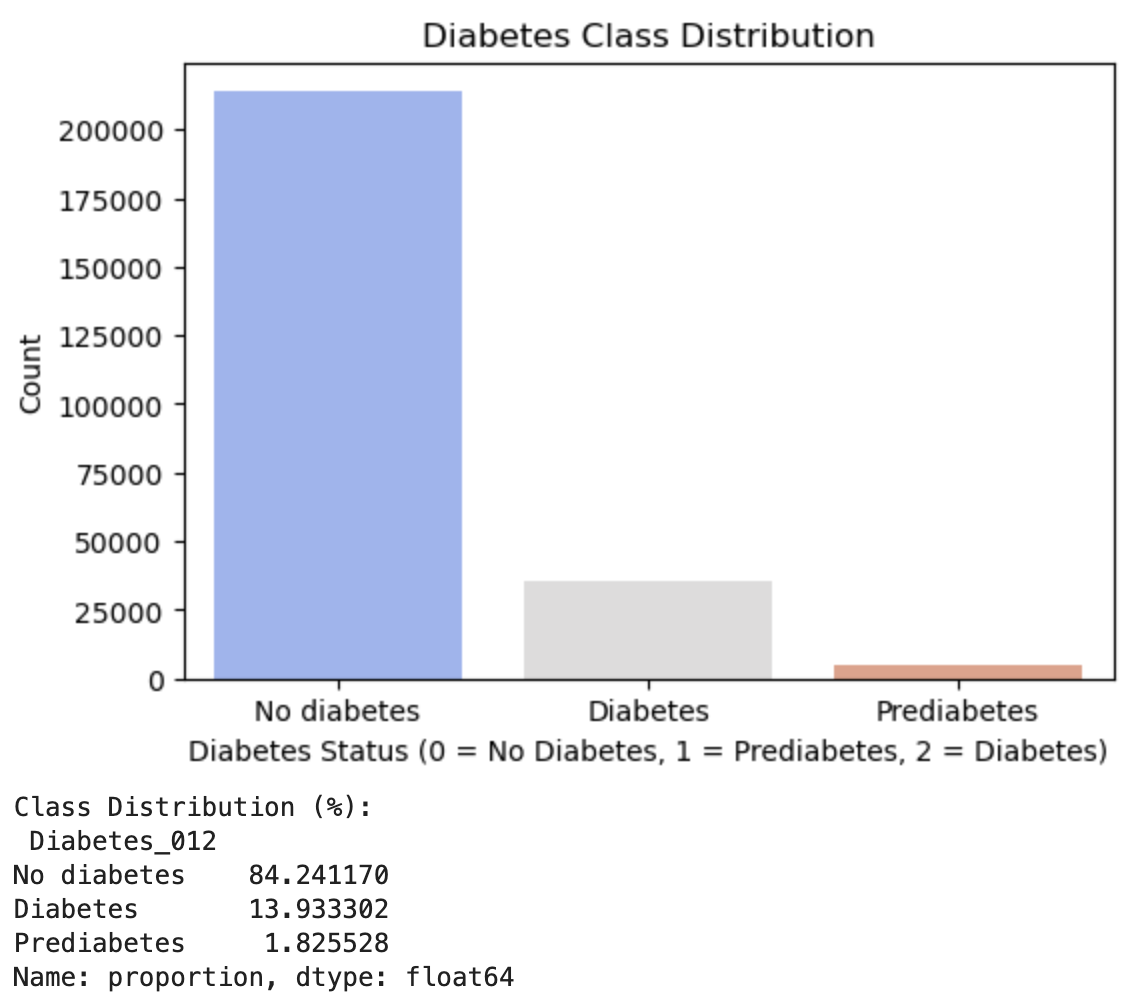 Diabetes Class Distribution
200000
175000
150000
125000
100000
75000
50000
25000
0
Count
No diabetes Diabetes Prediabetes
Diabetes Status (0 = No Diabetes, 1 = Prediabetes, 2 = Diabetes)
Class Distribution (%):
Diabetes_012
No diabetes 84.241170
Diabetes 13.933302
Prediabetes 1.825528
Name: proportion, dtype: float64